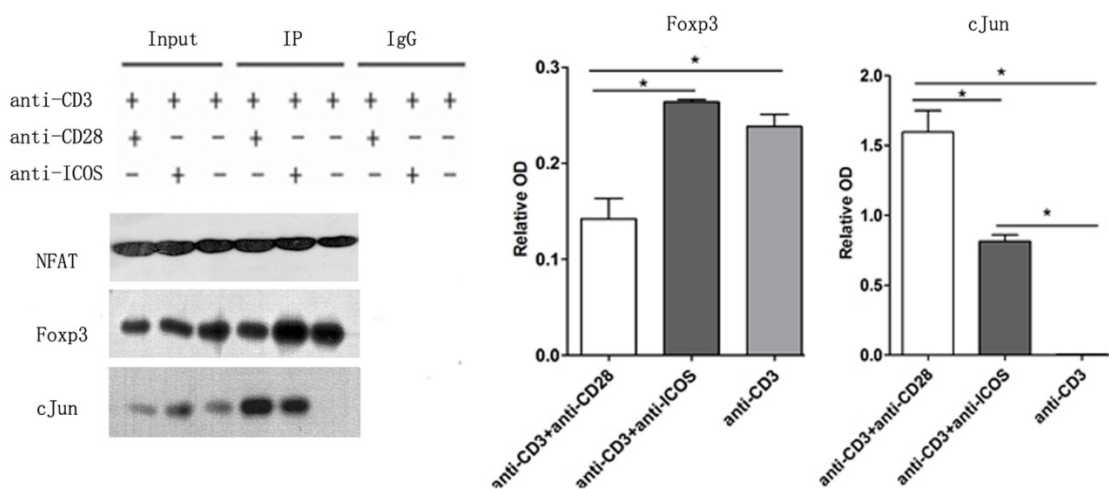 Input IP IgG
anti-CD3 + + + + + + + + +
anti-CD28 + - - + - - + - -
anti-ICOS - + - - + - - + -
NFAT
Foxp3
cJun
Foxp3
*
*
0.3
0.2
0.1
0.0
Relative OD
anti-CD3+anti-CD28
anti-CD3+anti-ICOS
anti-CD3
cJun
*
*
*
2.0
1.5
1.0
0.5
0.0
Relative OD
anti-CD3+anti-CD28
anti-CD3+anti-ICOS
anti-CD3